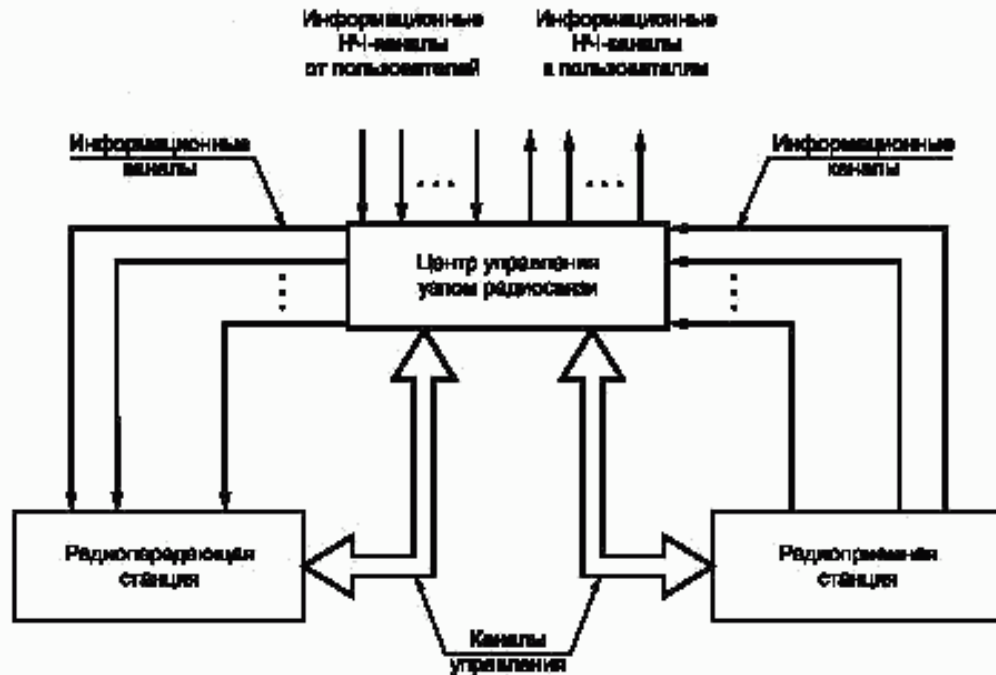 Информационные
НЧ-каналы
от пользователей
Информационные
НЧ-каналы
к пользователям
Информационные
каналы
Информационные
каналы
Центр управления
узлом радиосвязи
Радиопередающая
станция
Радиоприемная
станция
Каналы
управления